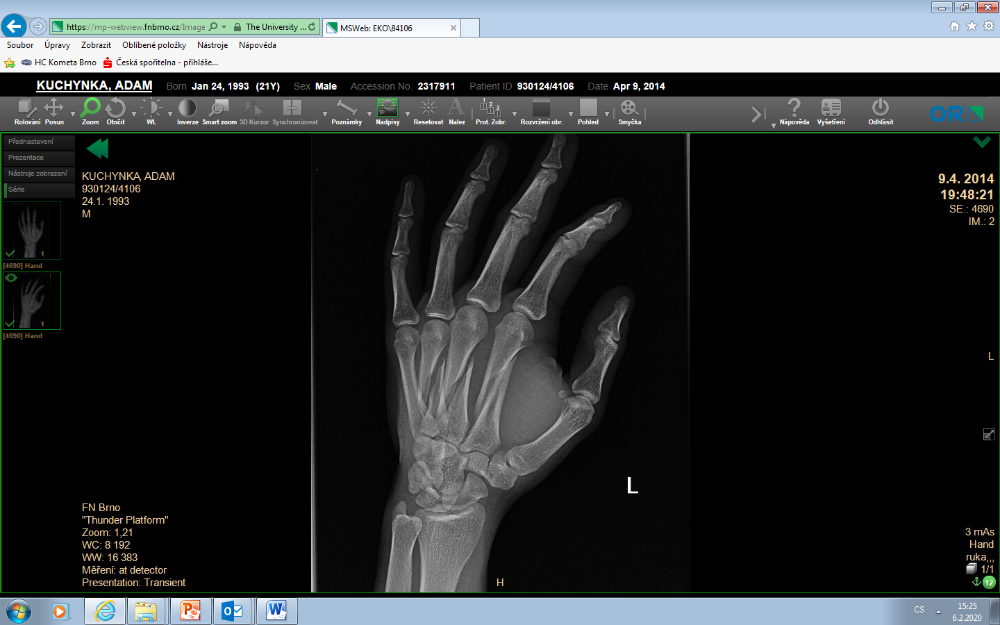 https://mp-webview.fnbrno.cz/Image
The University ...
MSWeb: EKO\84106
Soubor Úpravy Zobrazit Oblíbené položky Nástroje Nápověda
HC Kometa Brno Česká spořitelna - přihláše...
KUCHYNKA, ADAM Born Jan 24, 1993 (21Y) Sex Male Accession No. 2317911 Patient ID 930124/4106 Date Apr 9, 2014
Rolování Posun Zoom Otočit WL Inverze Smart zoom 3D Kurzor Synchronizovat Poznámky Nadpisy Resetovat Nalez Prot. Zobr. Rozvržení obr. Pohled Smyčka Nápověda Vyšetření Odhlásit
Přednastavení
Prezentace
Nástroje zobrazení
Série
1
[4690] Hand
1
[4690] Hand
KUCHYNKA, ADAM
930124/4106
24.1. 1993
M
9.4. 2014
19:48:21
SE.: 4690
IM.: 2
L
L
FN Brno
"Thunder Platform"
Zoom: 1,21
WC: 8 192
WW: 16 383
Měření: at detector
Presentation: Transient
H
3 mAs
Hand
ruka,,,
1/1
12
CS
15:25
6.2.2020